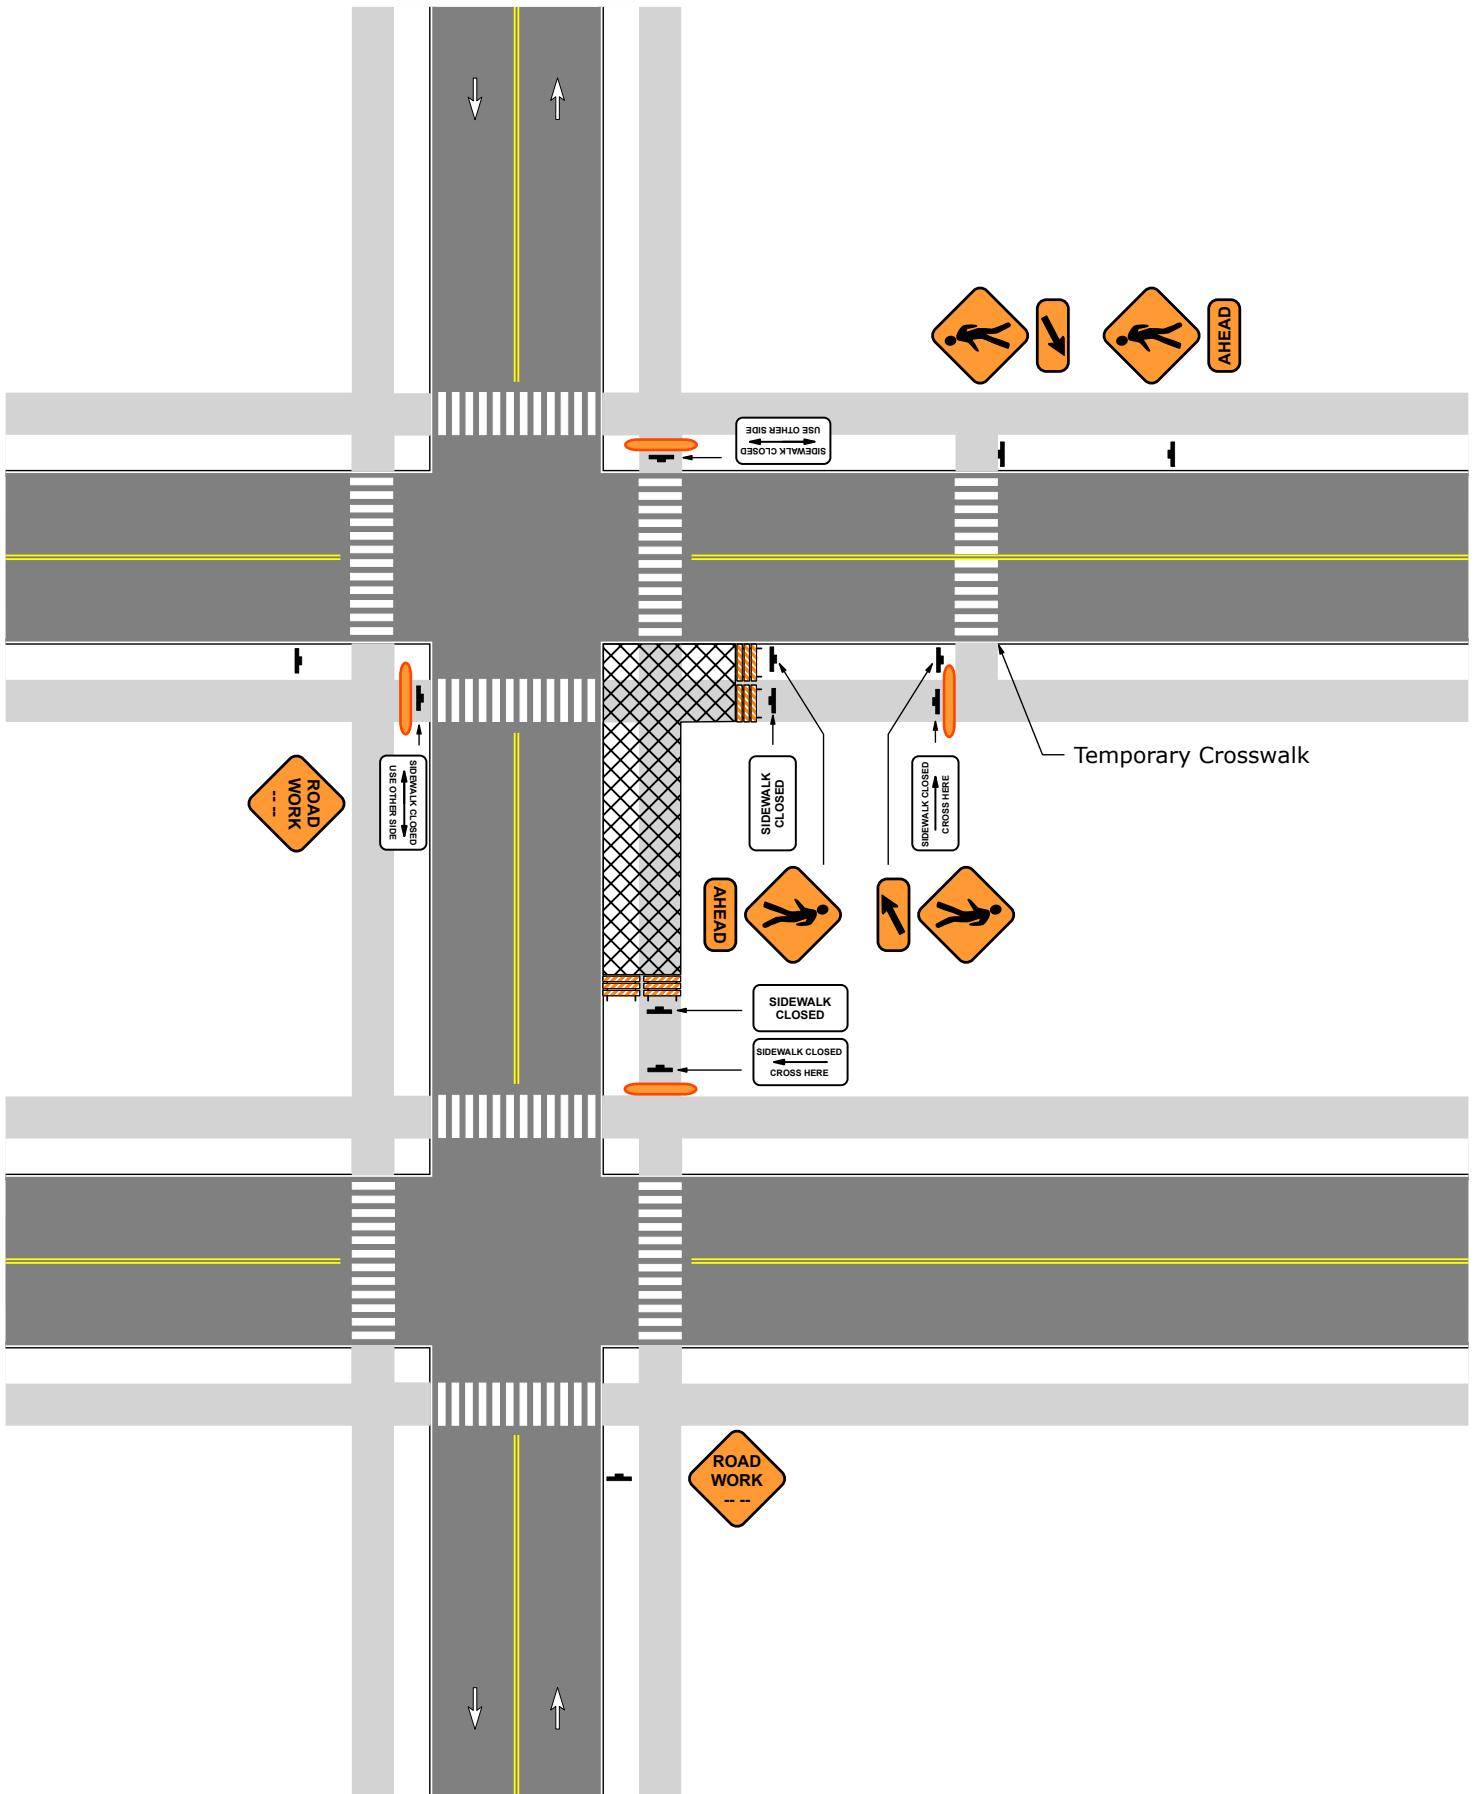 AHEAD
SIDEWALK CLOSED
USE OTHER SIDE
Temporary Crosswalk
ROAD
WORK
-- --
SIDEWALK CLOSED
USE OTHER SIDE
SIDEWALK
CLOSED
SIDEWALK CLOSED
CROSS HERE
AHEAD
SIDEWALK
CLOSED
SIDEWALK CLOSED
CROSS HERE
ROAD
WORK
-- --